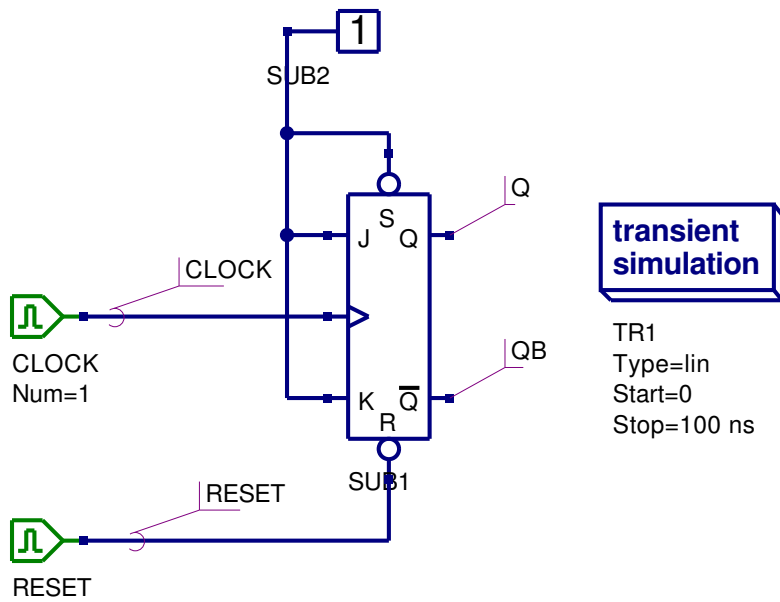 1
SUB2
S
Q
J
Q
transient
simulation
CLOCK
CLOCK
Num=1
QB
TR1
Type=lin
Start=0
Stop=100 ns
K
Q
R
SUB1
RESET
RESET